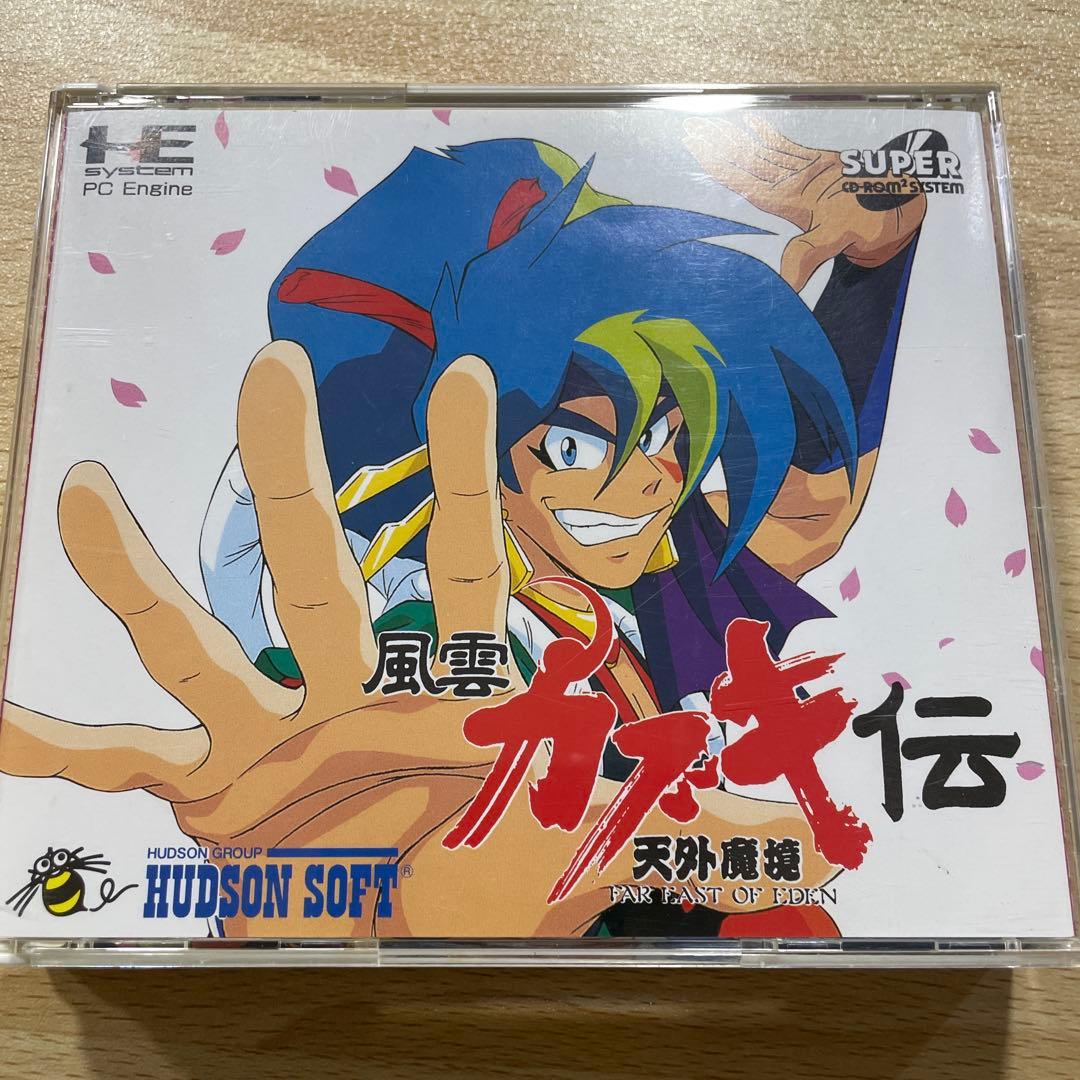 HE
system
PC Engine
SUPER
CD-ROM² SYSTEM
風雲
カブキ伝
天外魔境
FAR EAST OF EDEN
HUDSON GROUP
HUDSON SOFT®